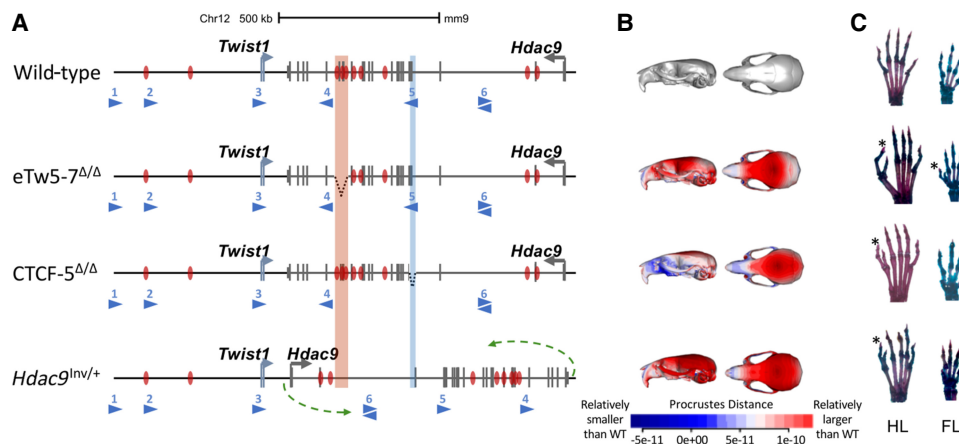 A
B
C
Chr12 500 kb mm9
Wild-type
Twist1 Hdac9
1 2 3 4 5 6
eTw5-7Δ/Δ
Twist1 Hdac9
1 2 3 4 5 6
CTCF-5Δ/Δ
Twist1 Hdac9
1 2 3 4 5 6
Hdac9Inv/+
Twist1 Hdac9
1 2 3 6 5 4
Relatively smaller than WT
Procrustes Distance
Relatively larger than WT
-5e-11 0e+00 5e-11 1e-10
* *
*
*
HL FL